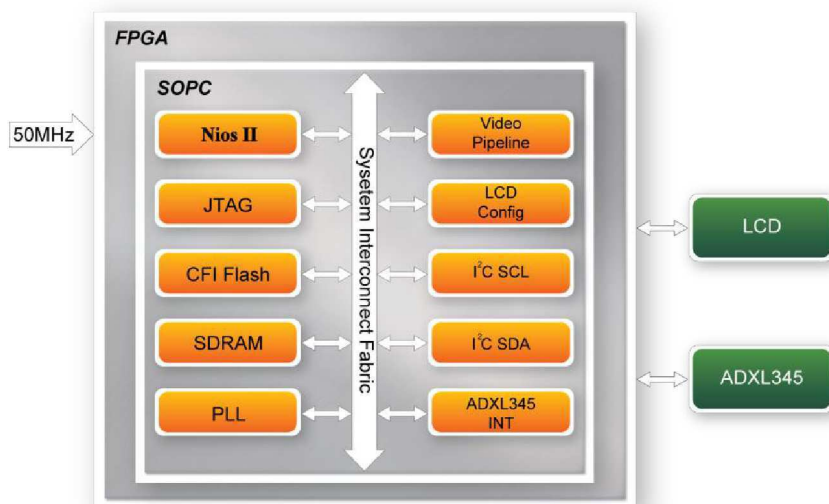 FPGA
SOPC
50MHz
Nios II
JTAG
CFI Flash
SDRAM
PLL
Sysetem Interconnect Fabric
Video
Pipeline
LCD
Config
I²C SCL
I²C SDA
ADXL345
INT
LCD
ADXL345